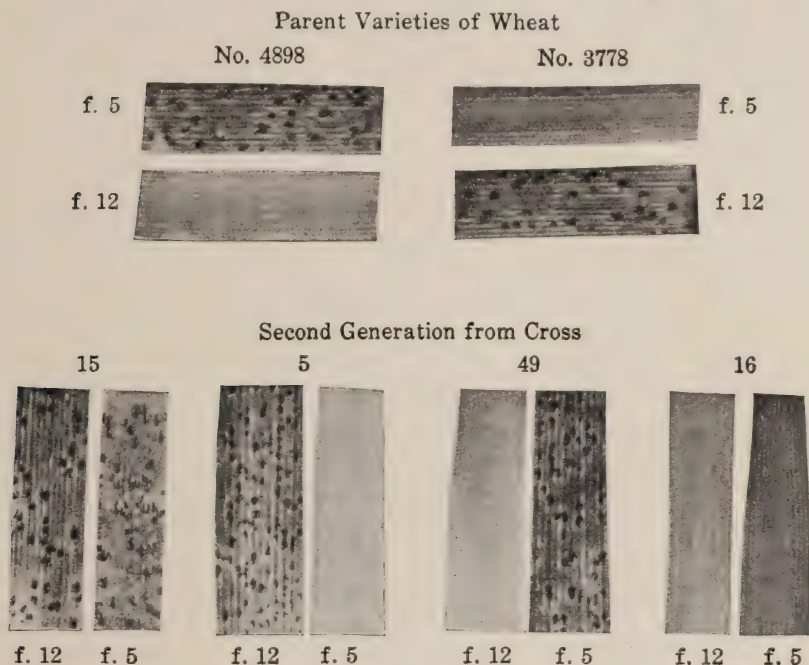 Parent Varieties of Wheat
No. 4898 No. 3778
f. 5 f. 5
f. 12 f. 12
Second Generation from Cross
15 5 49 16
f. 12 f. 5 f. 12 f. 5 f. 12 f. 5 f. 12 f. 5